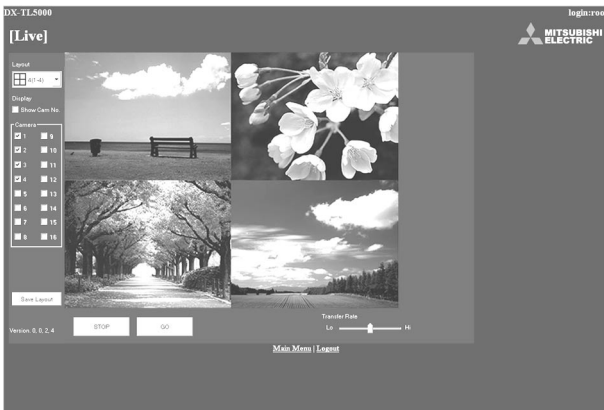 DX-TL5000
login:roo
[Live]
MITSUBISHI
ELECTRIC
Layout
4(1-4)
Display
Show Cam No.
Camera
1 9
2 10
3 11
4 12
5 13
6 14
7 15
8 16
Save Layout
Version. 0, 0, 2, 4
STOP
GO
Transfer Rate
Lo Hi
Main Menu | Logout